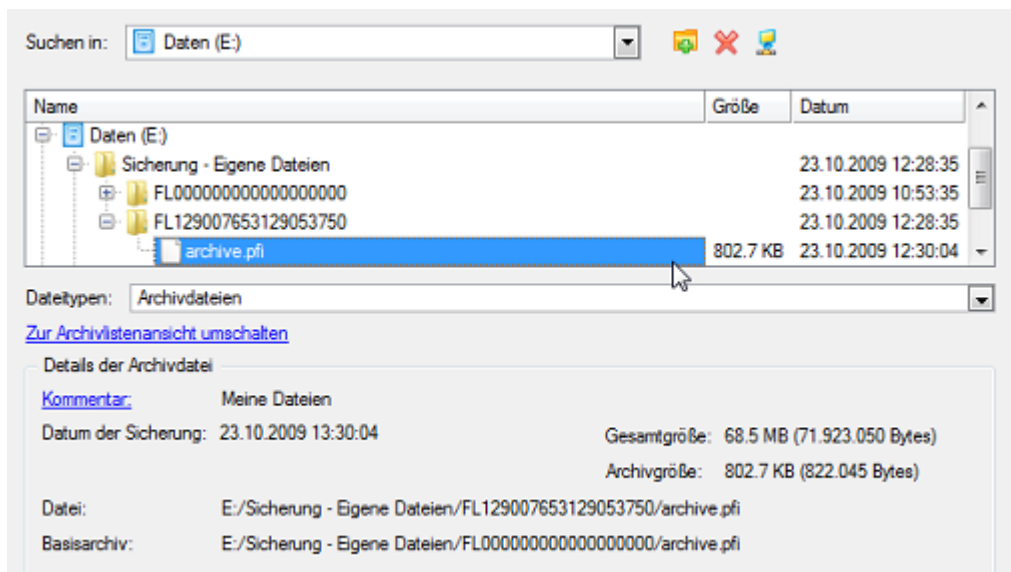 Suchen in: Daten (E:)
Name Größe Datum
Daten (E:)
Sicherung - Eigene Dateien 23.10.2009 12:28:35
FL000000000000000000 23.10.2009 10:53:35
FL129007653129053750 23.10.2009 12:28:35
archive.pfi 802.7 KB 23.10.2009 12:30:04
Dateitypen: Archivdateien
Zur Archivlistenansicht umschalten
Details der Archivdatei
Kommentar: Meine Dateien
Datum der Sicherung: 23.10.2009 13:30:04 Gesamtgröße: 68.5 MB (71.923.050 Bytes)
Archivgröße: 802.7 KB (822.045 Bytes)
Datei: E:/Sicherung - Eigene Dateien/FL129007653129053750/archive.pfi
Basisarchiv: E:/Sicherung - Eigene Dateien/FL000000000000000000/archive.pfi